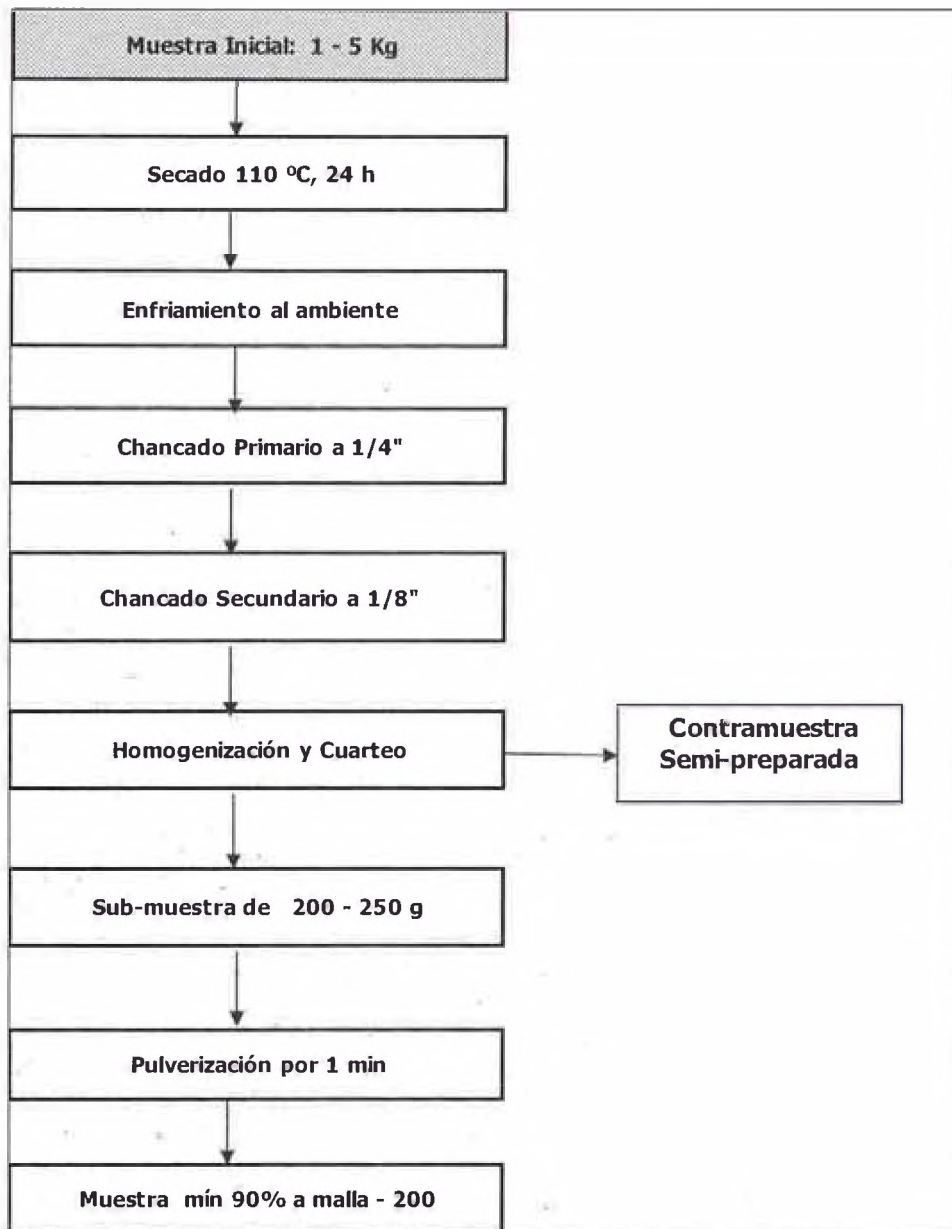 Muestra Inicial: 1 - 5 Kg
Secado 110 ºC, 24 h
Enfriamiento al ambiente
Chancado Primario a 1/4"
Chancado Secundario a 1/8"
Homogenización y Cuarteo
Contramuestra
Semi-preparada
Sub-muestra de 200 - 250 g
Pulverización por 1 min
Muestra mín 90% a malla - 200